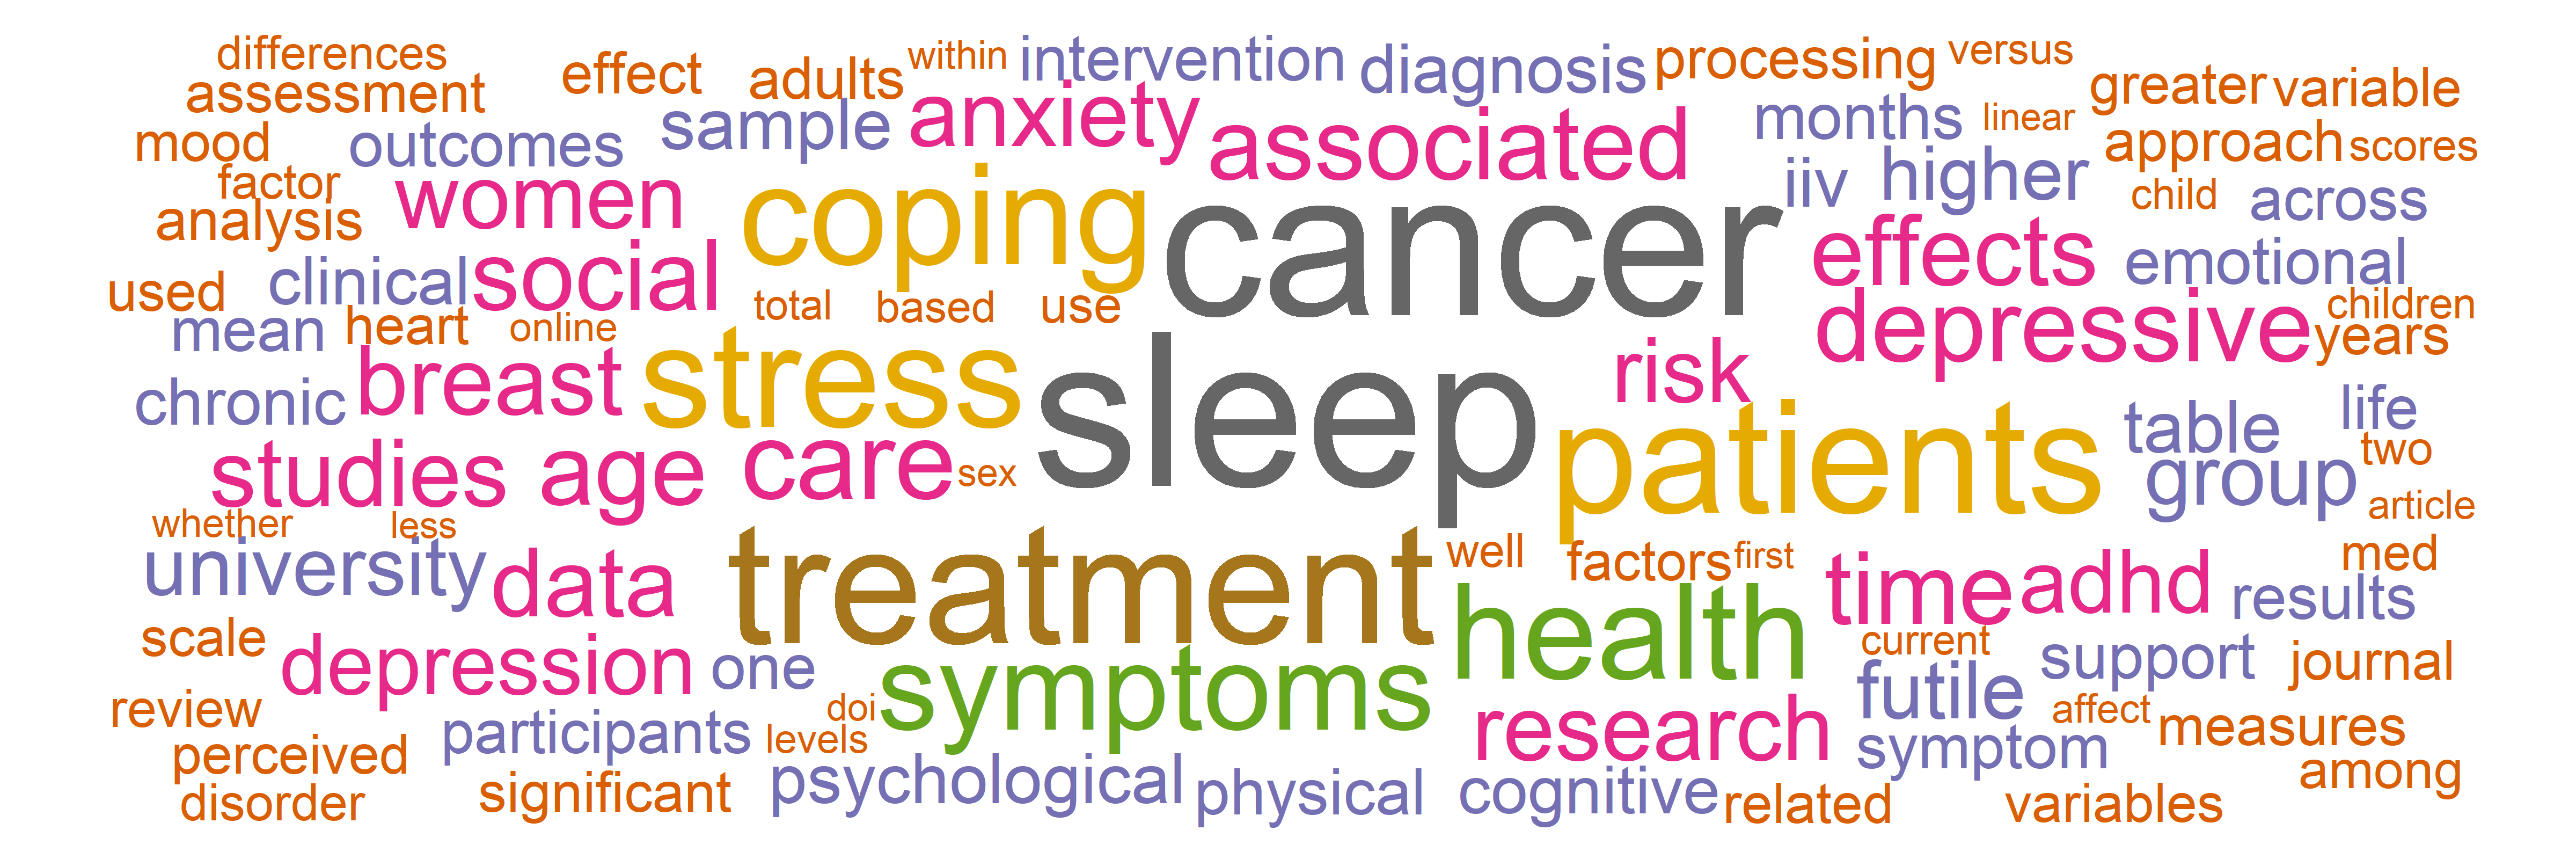 differences
effect
adults
within
intervention
diagnosis
processing
versus
assessment
sample
anxiety
associated
months
linear
greater
variable
mood
outcomes
approach
scores
factor
women
coping
cancer
iiv
higher
child
across
analysis
used
clinical
social
total
based
use
effects
emotional
mean
heart
online
stress
sleep
risk
depressive
children
years
chronic
breast
patients
table
life
studies
age
care
sex
group
two
article
whether
less
university
data
treatment
well
factors
first
time
adhd
med
results
scale
depression
one
symptoms
health
current
support
journal
review
participants
doi
levels
research
futile
affect
measures
perceived
symptom
disorder
significant
psychological
physical
cognitive
related
variables
among